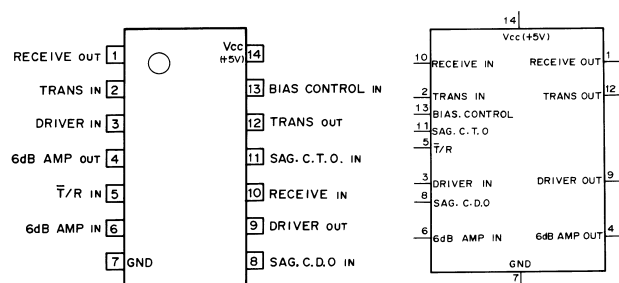 RECEIVE OUT 1
TRANS IN 2
DRIVER IN 3
6dB AMP OUT 4
T̄/R IN 5
6dB AMP IN 6
7 GND
Vcc (+5V) 14
13 BIAS CONTROL IN
12 TRANS OUT
11 SAG. C.T.O. IN
10 RECEIVE IN
9 DRIVER OUT
8 SAG. C.D.O IN
14
Vcc (+5V)
10 RECEIVE IN RECEIVE OUT 1
2 TRANS IN TRANS OUT 12
13 BIAS. CONTROL
11 SAG. C.T.O
5 T̄/R
3 DRIVER IN DRIVER OUT 9
8 SAG. C.D.O
6 6dB AMP IN 6dB AMP OUT 4
GND
7